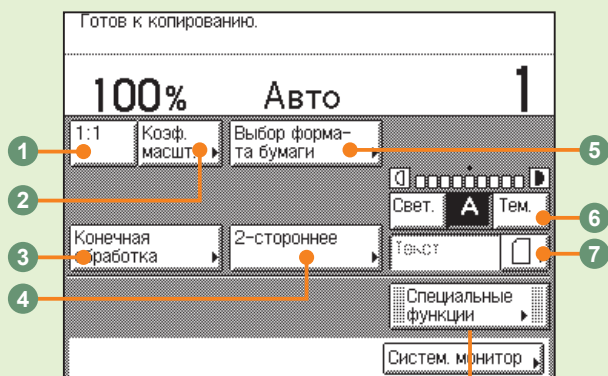 Готов к копированию.
100% Авто 1
1:1
Коэф.
масшт.
Выбор форма-
та бумаги
1
2
5
Свет. A Тем.
6
Конечная
обработка
2-стороннее
Текст
3
4
7
Специальные
функции
Систем. монитор